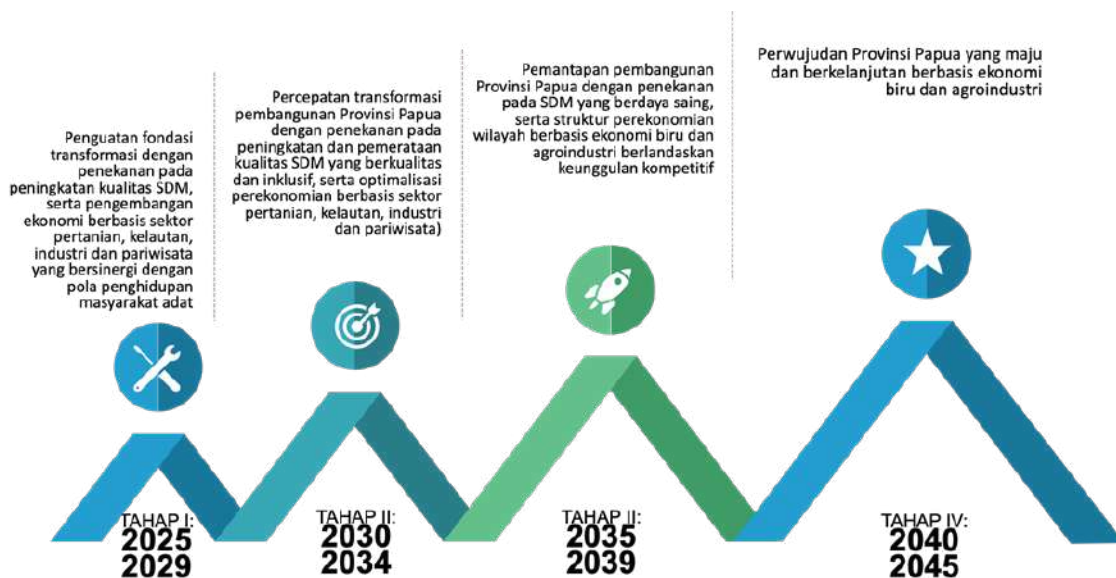 Penguatan fondasi
transformasi dengan
penekanan pada
peningkatan kualitas SDM,
serta pengembangan
ekonomi berbasis sektor
pertanian, kelautan,
industri dan pariwisata
yang bersinergi dengan
pola penghidupan
masyarakat adat
Percepatan transformasi
pembangunan Provinsi Papua
dengan penekanan pada
peningkatan dan pemerataan
kualitas SDM yang berkualitas
dan inklusif, serta optimalisasi
perekonomian berbasis sektor
pertanian, kelautan, industri
dan pariwisata)
Pemantapan pembangunan
Provinsi Papua dengan penekanan
pada SDM yang berdaya saing,
serta struktur perekonomian
wilayah berbasis ekonomi biru dan
agroindustri berlandaskan
keunggulan kompetitif
Perwujudan Provinsi Papua yang maju
dan berkelanjutan berbasis ekonomi
biru dan agroindustri
TAHAP I:
2025
2029
TAHAP II:
2030
2034
TAHAP II:
2035
2039
TAHAP IV:
2040
2045